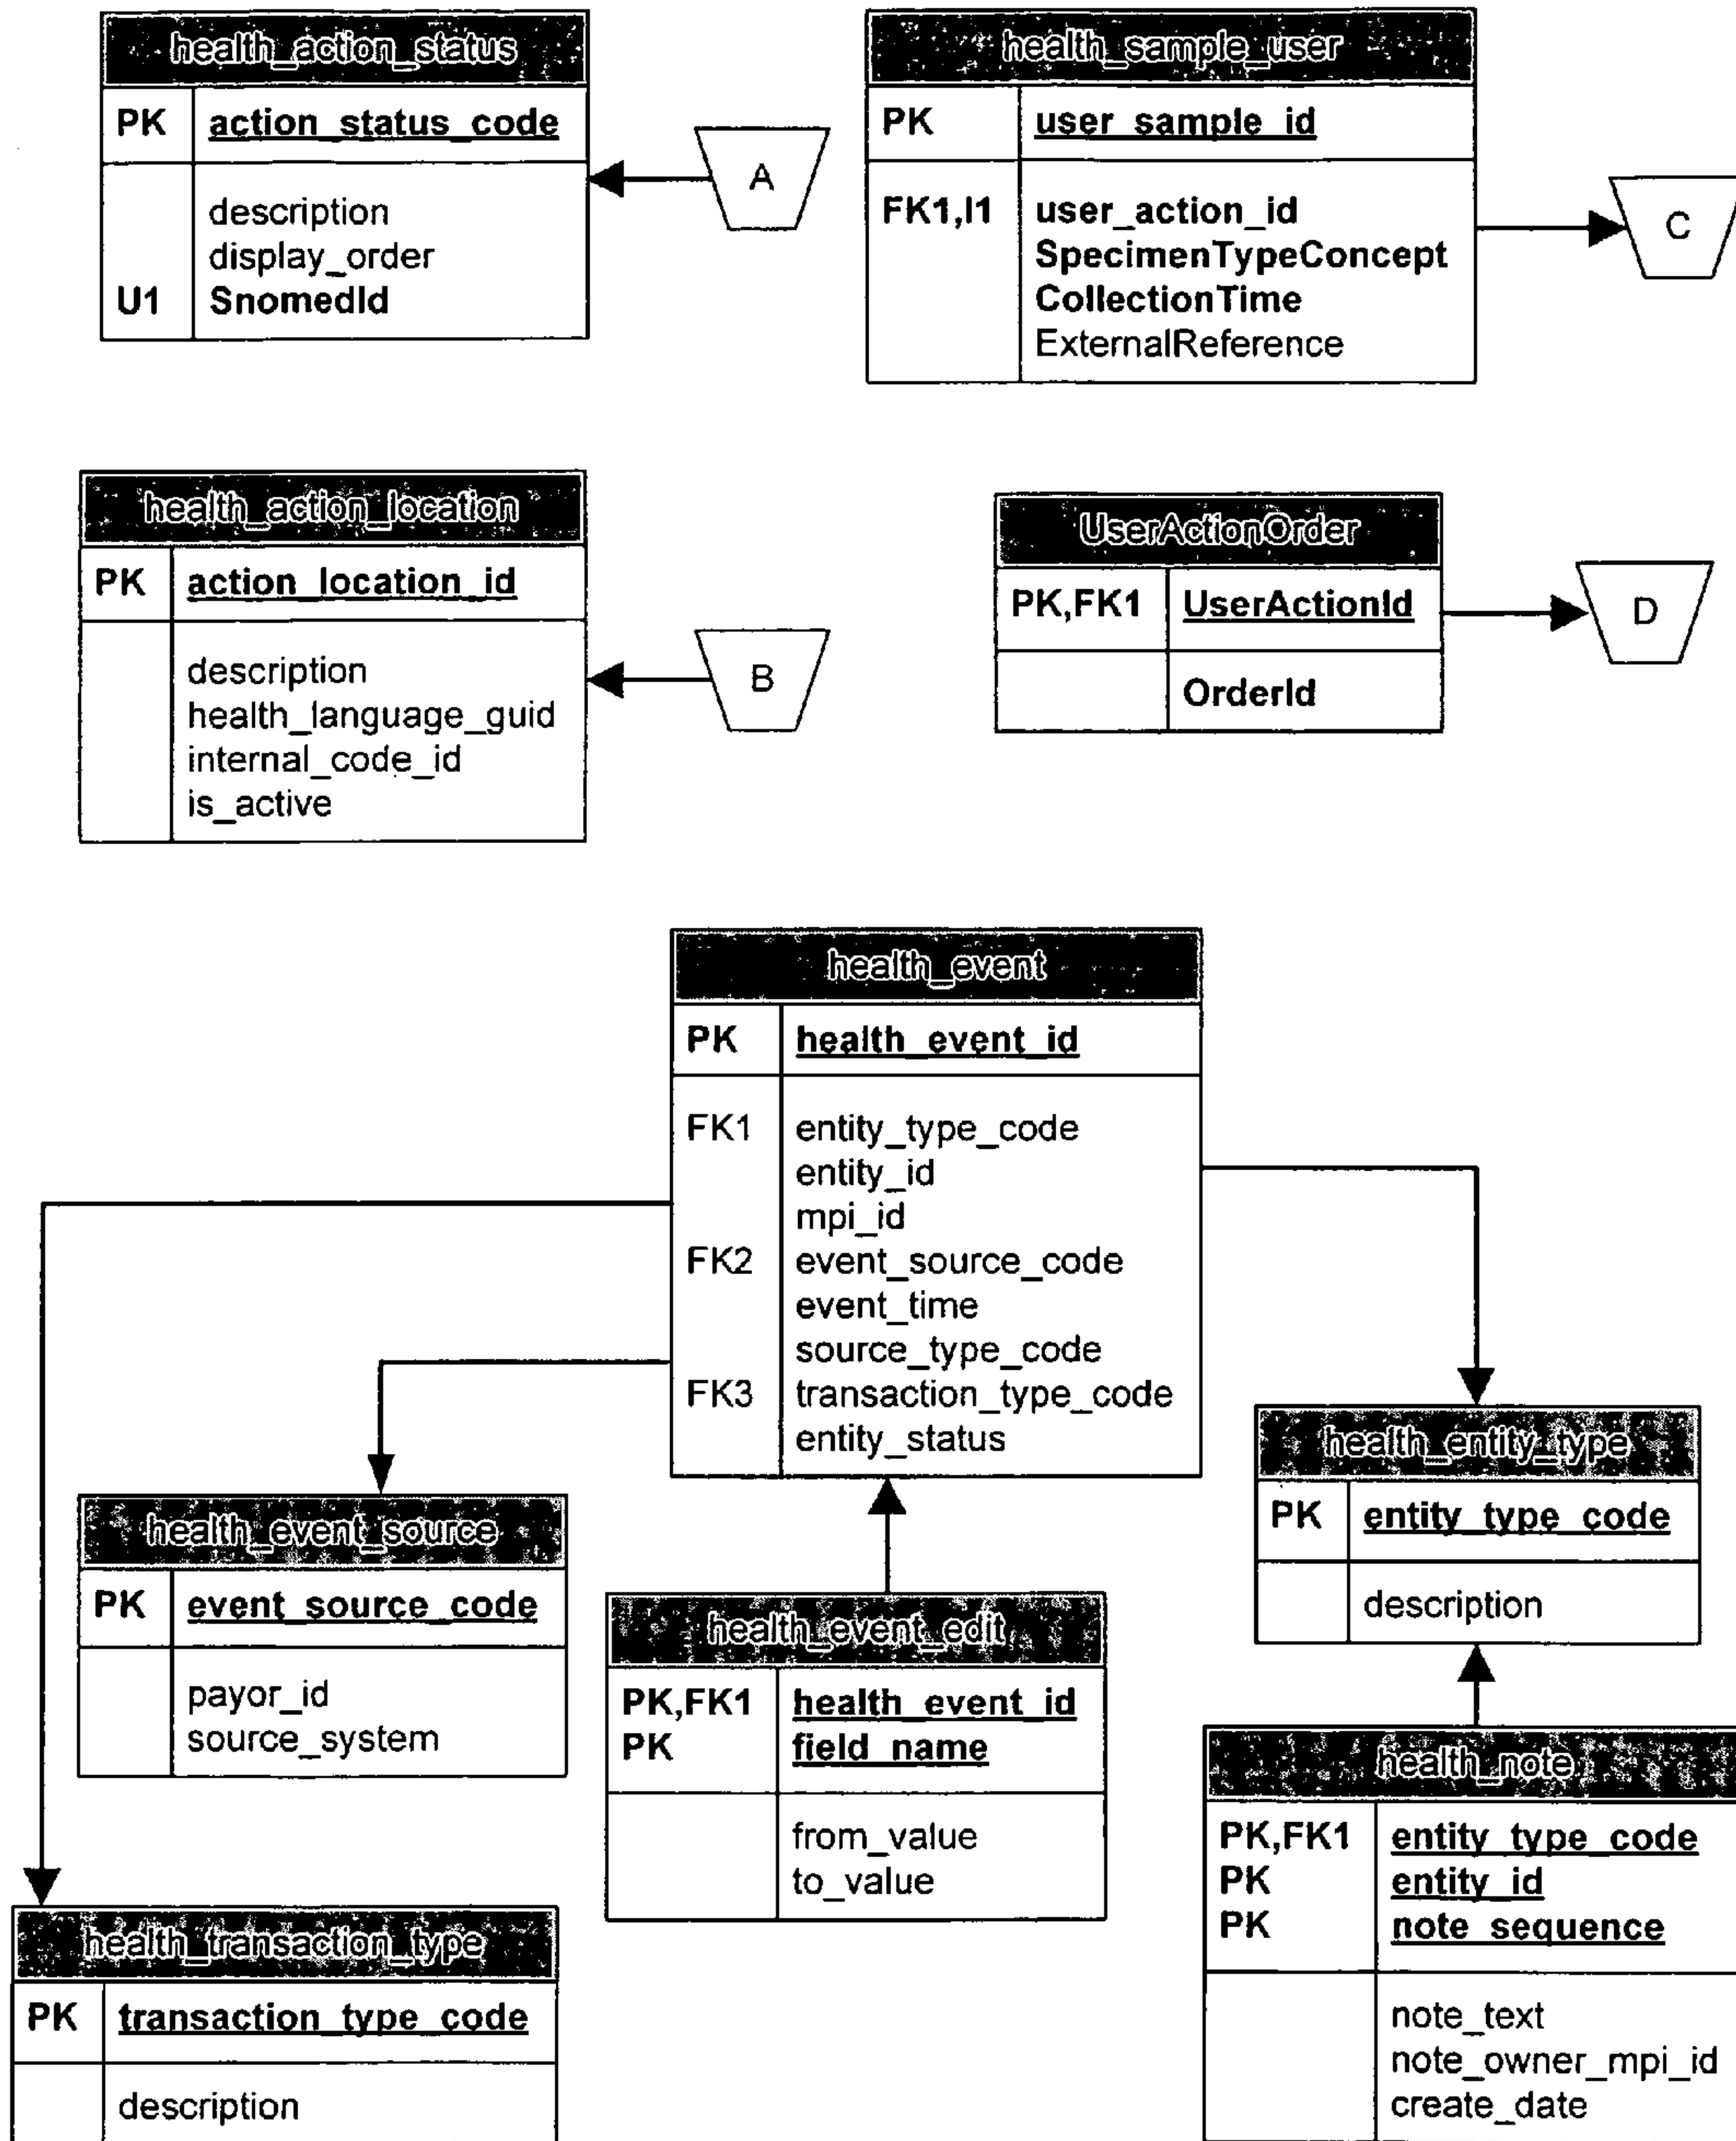 health_action_status
PK action_status_code
description
display_order
U1 SnomedId
A
health_sample_user
PK user_sample_id
FK1,I1 user_action_id
SpecimenTypeConcept
CollectionTime
ExternalReference
C
health_action_location
PK action_location_id
description
health_language_guid
internal_code_id
is_active
B
UserActionOrder
PK,FK1 UserActionId
OrderId
D
health_event
PK health_event_id
FK1 entity_type_code
entity_id
mpi_id
FK2 event_source_code
event_time
source_type_code
FK3 transaction_type_code
entity_status
health_event_source
PK event_source_code
payor_id
source_system
health_event_edit
PK,FK1 health_event_id
PK field_name
from_value
to_value
health_entity_type
PK entity_type_code
description
health_transaction_type
PK transaction_type_code
description
health_note
PK,FK1 entity_type_code
PK entity_id
PK note_sequence
note_text
note_owner_mpi_id
create_date